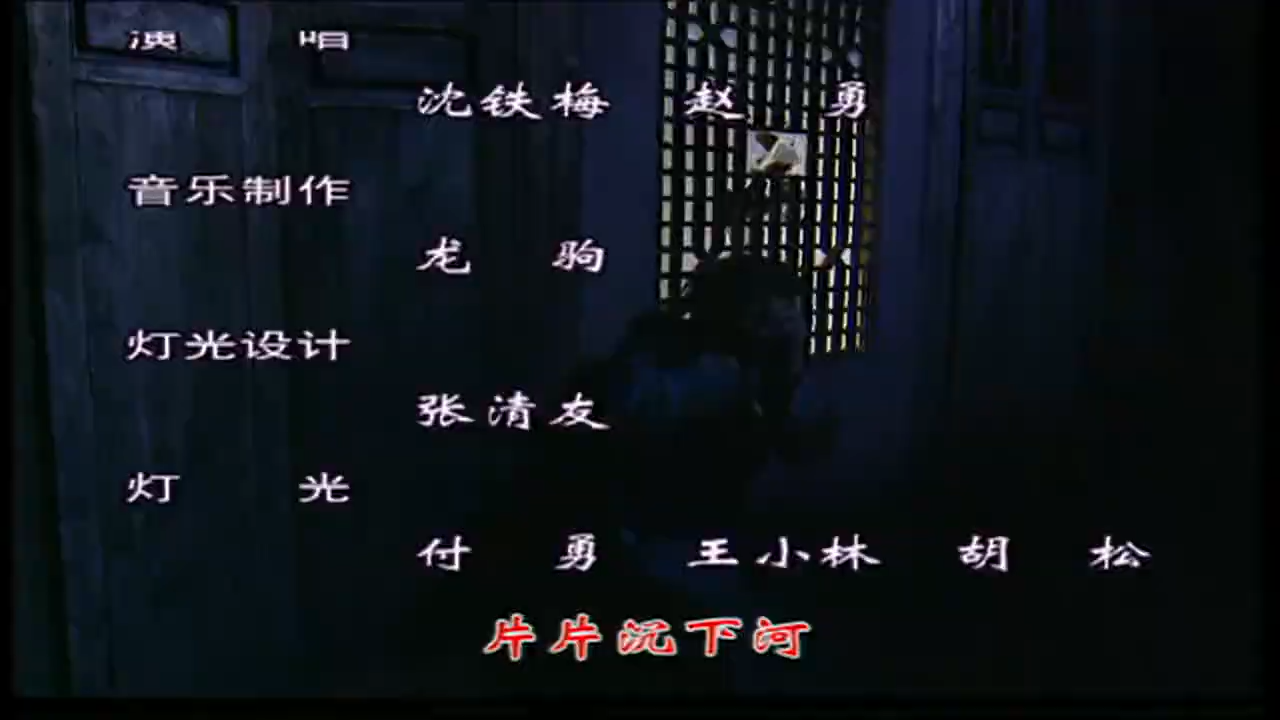 演唱
沈铁梅 赵勇
音乐制作
龙驹
灯光设计
张清友
灯光
付勇 王小林 胡松
片片沉下河